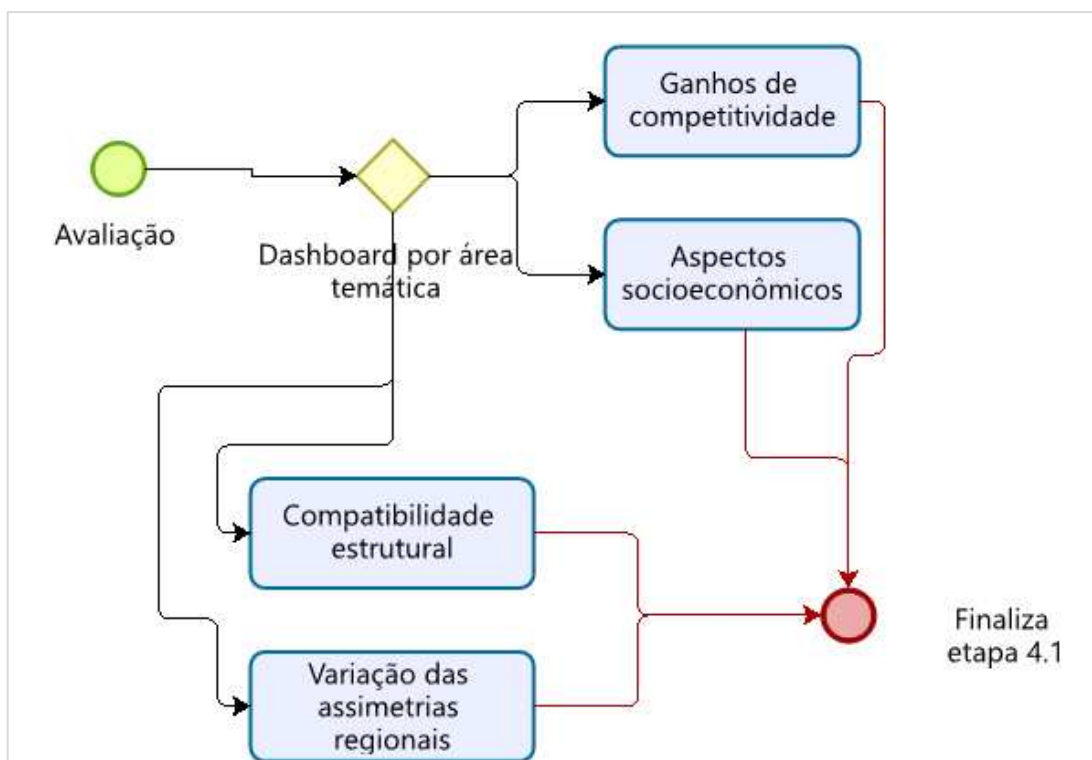 Ganhos de
competitividade
Avaliação
Dashboard por área
temática
Aspectos
socioeconômicos
Compatibilidade
estrutural
Variação das
assimetrias
regionais
Finaliza
etapa 4.1